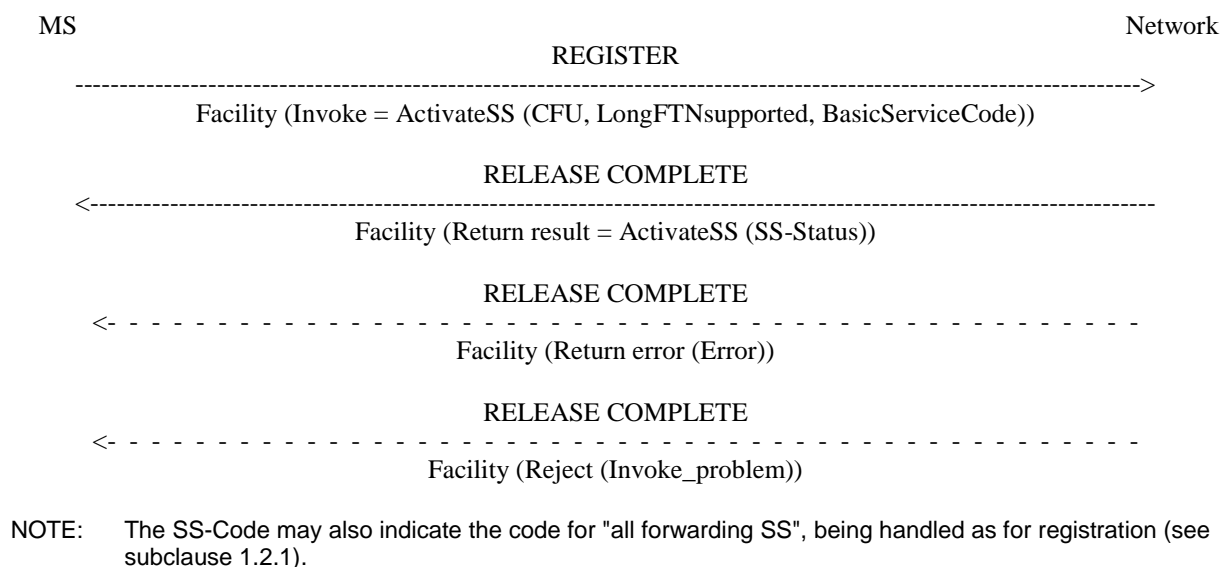 MS Network
REGISTER
------------------------------------------------------------------------------------------------------------------------>
Facility (Invoke = ActivateSS (CFU, LongFTNsupported, BasicServiceCode))
RELEASE COMPLETE
<------------------------------------------------------------------------------------------------------------------------
Facility (Return result = ActivateSS (SS-Status))
RELEASE COMPLETE
<- - - - - - - - - - - - - - - - - - - - - - - - - - - - - - - - - - - - - - - - - - - - - - - - - - - - - - - - -
Facility (Return error (Error))
RELEASE COMPLETE
<- - - - - - - - - - - - - - - - - - - - - - - - - - - - - - - - - - - - - - - - - - - - - - - - - - - - - - - - -
Facility (Reject (Invoke_problem))
NOTE: The SS-Code may also indicate the code for "all forwarding SS", being handled as for registration (see
subclause 1.2.1).